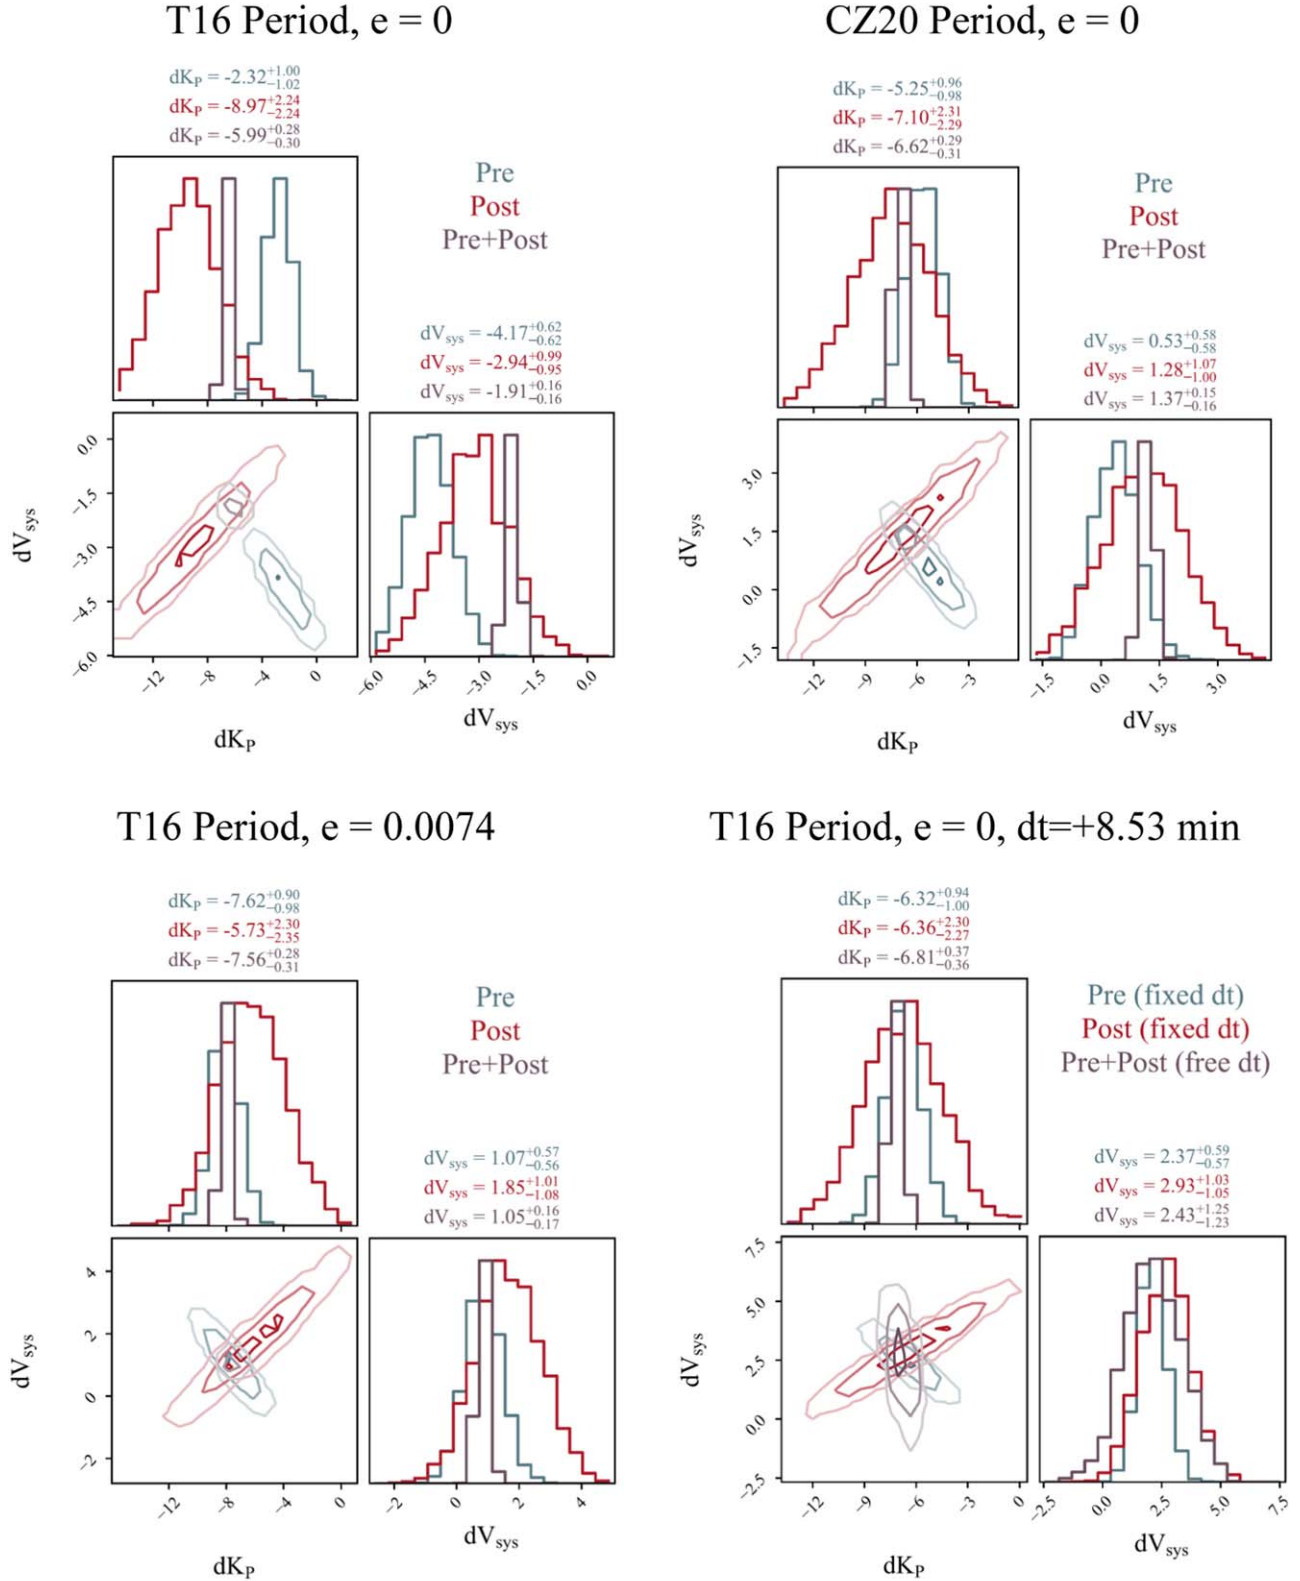 T16 Period, e = 0
CZ20 Period, e = 0
dK_P = -2.32^{+1.00}_{-1.02}
dK_P = -8.97^{+2.24}_{-2.24}
dK_P = -5.99^{+0.28}_{-0.30}
Pre
Post
Pre+Post
dV_sys = -4.17^{+0.62}_{-0.62}
dV_sys = -2.94^{+0.99}_{-0.95}
dV_sys = -1.91^{+0.16}_{-0.16}
0.0
−1.5
−3.0
−4.5
−6.0
dV_sys
−12 −8 −4 0
dK_P
−6.0 −4.5 −3.0 −1.5 0.0
dV_sys
dK_P = -5.25^{+0.96}_{-0.98}
dK_P = -7.10^{+2.31}_{-2.29}
dK_P = -6.62^{+0.29}_{-0.31}
Pre
Post
Pre+Post
dV_sys = 0.53^{+0.58}_{-0.58}
dV_sys = 1.28^{+1.07}_{-1.00}
dV_sys = 1.37^{+0.15}_{-0.16}
3.0
1.5
0.0
−1.5
dV_sys
−12 −9 −6 −3
dK_P
−1.5 0.0 1.5 3.0
dV_sys
T16 Period, e = 0.0074
T16 Period, e = 0, dt=+8.53 min
dK_P = -7.62^{+0.90}_{-0.98}
dK_P = -5.73^{+2.30}_{-2.35}
dK_P = -7.56^{+0.28}_{-0.31}
Pre
Post
Pre+Post
dV_sys = 1.07^{+0.57}_{-0.56}
dV_sys = 1.85^{+1.01}_{-1.08}
dV_sys = 1.05^{+0.16}_{-0.17}
4
2
0
−2
dV_sys
−12 −8 −4 0
dK_P
−2 0 2 4
dV_sys
dK_P = -6.32^{+0.94}_{-1.00}
dK_P = -6.36^{+2.30}_{-2.27}
dK_P = -6.81^{+0.37}_{-0.36}
Pre (fixed dt)
Post (fixed dt)
Pre+Post (free dt)
dV_sys = 2.37^{+0.59}_{-0.57}
dV_sys = 2.93^{+1.03}_{-1.05}
dV_sys = 2.43^{+1.25}_{-1.23}
7.5
5.0
2.5
0.0
−2.5
dV_sys
−12 −9 −6 −3 0
dK_P
−2.5 0.0 2.5 5.0 7.5
dV_sys